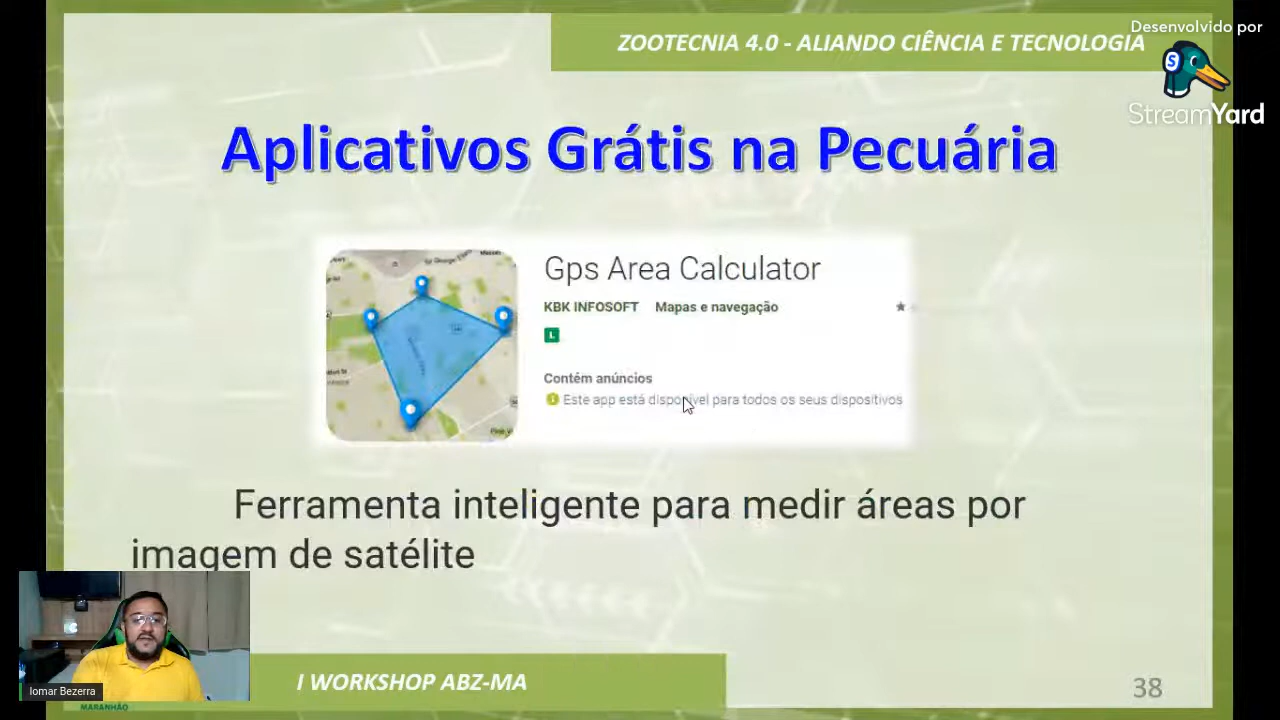 Desenvolvido por
StreamYard
ZOOTECNIA 4.0 - ALIANDO CIÊNCIA E TECNOLOGIA
Aplicativos Grátis na Pecuária
Gps Area Calculator
KBK INFOSOFT Mapas e navegação
L
Contém anúncios
Este app está disponível para todos os seus dispositivos
Ferramenta inteligente para medir áreas por
imagem de satélite
Iomar Bezerra
MARANHÃO
I WORKSHOP ABZ-MA
38